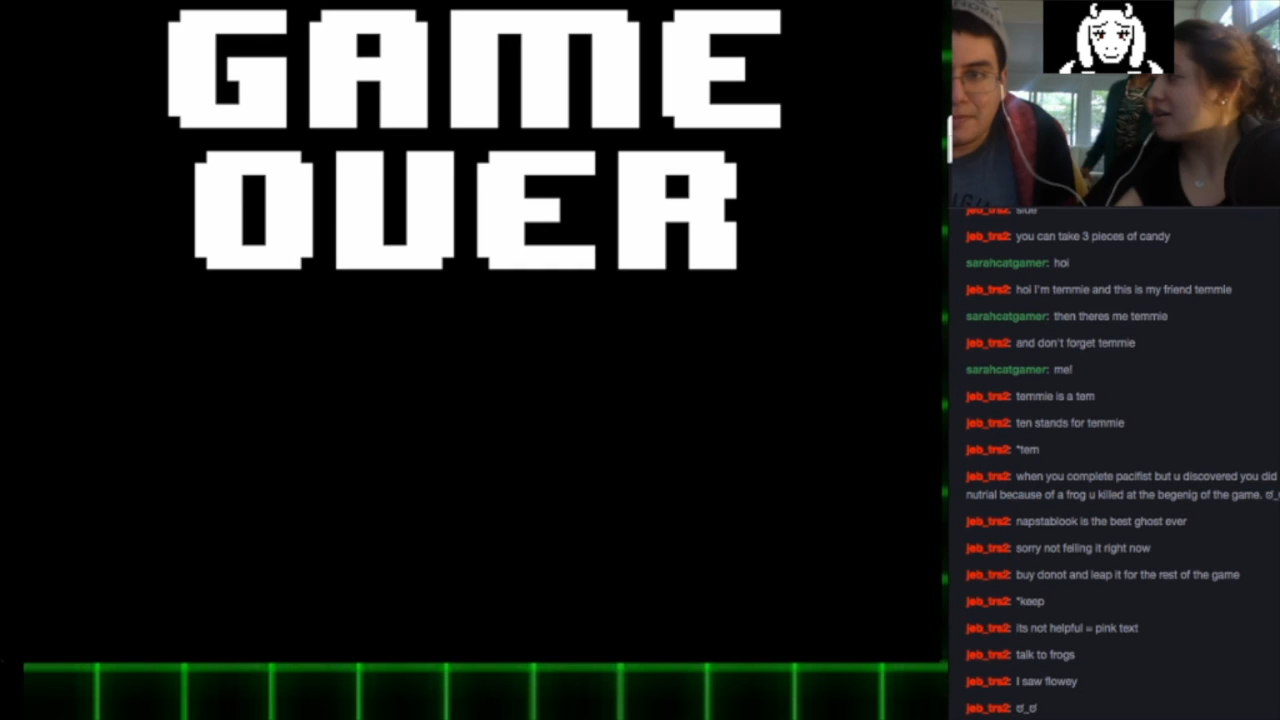 GAME
OVER
jeb_trs2: side
jeb_trs2: you can take 3 pieces of candy
sarahcatgamer: hoi
jeb_trs2: hoi I'm temmie and this is my friend temmie
sarahcatgamer: then theres me temmie
jeb_trs2: and don't forget temmie
sarahcatgamer: me!
jeb_trs2: temmie is a tem
jeb_trs2: ten stands for temmie
jeb_trs2: *tem
jeb_trs2: when you complete pacifist but u discovered you did
nutrial because of a frog u killed at the begenig of the game.
jeb_trs2: napstablook is the best ghost ever
jeb_trs2: sorry not felling it right now
jeb_trs2: buy donot and leap it for the rest of the game
jeb_trs2: *keep
jeb_trs2: its not helpful = pink text
jeb_trs2: talk to frogs
jeb_trs2: I saw flowey
jeb_trs2: ಠ_ಠ